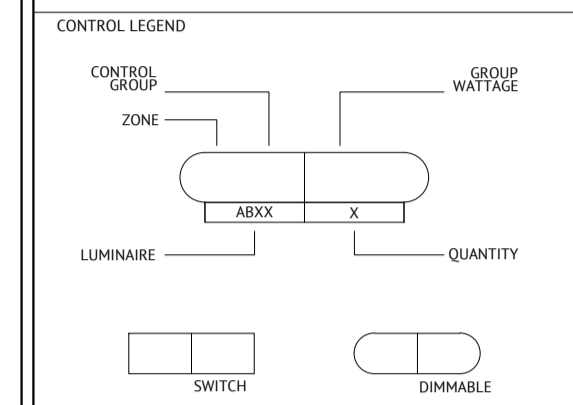 CONTROL LEGEND
CONTROL
GROUP
GROUP
WATTAGE
ZONE
ABXX X
LUMINAIRE
QUANTITY
SWITCH
DIMMABLE